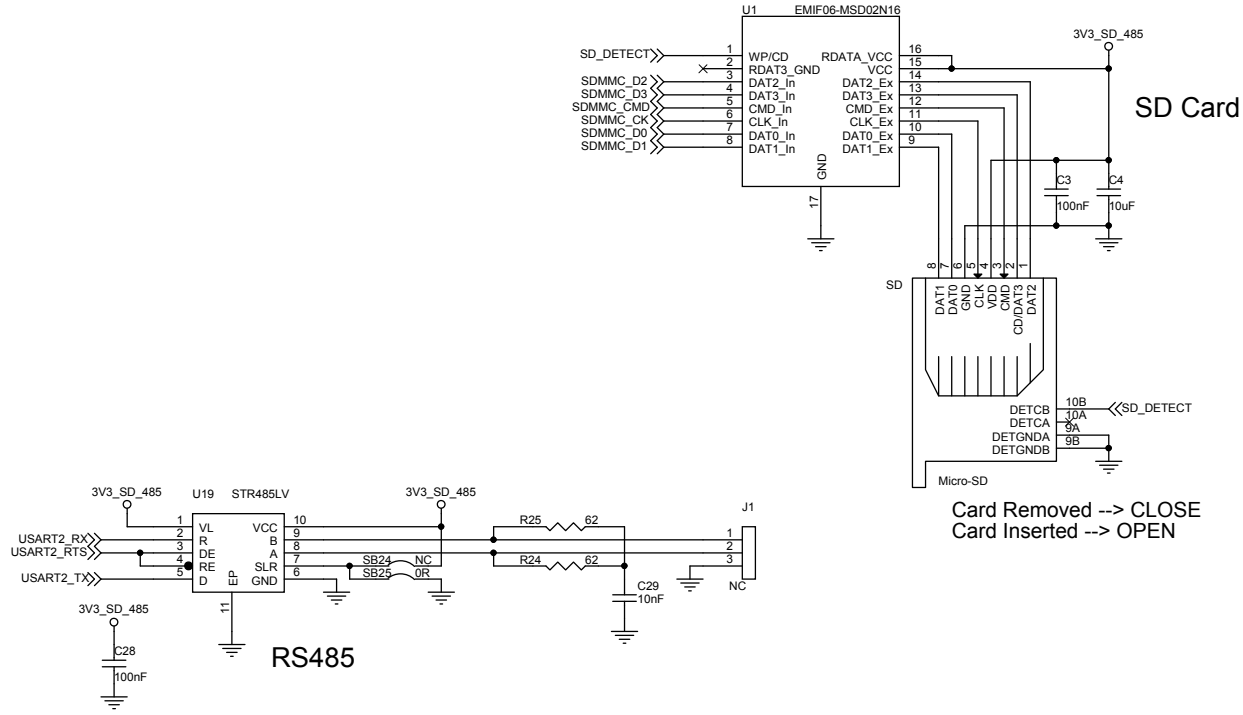 U1 EMIF06-MSD02N16
3V3_SD_485
SD_DETECT 1 WP/CD RDATA_VCC 16
2 RDAT3_GND VCC 15
SDMMC_D2 3 DAT2_In DAT2_Ex 14
SDMMC_D3 4 DAT3_In DAT3_Ex 13
SDMMC_CMD 5 CMD_In CMD_Ex 12
SDMMC_CK 6 CLK_In CLK_Ex 11
SDMMC_D0 7 DAT0_In DAT0_Ex 10
SDMMC_D1 8 DAT1_In DAT1_Ex 9
GND
17
SD Card
C3
100nF
C4
10uF
8 7 6 5 4 3 2 1
SD
DAT1 DAT0 GND CLK VDD CMD CD/DAT3 DAT2
DETCB 10B SD_DETECT
DETCA 10A
DETGNDA 9A
DETGNDB 9B
Micro-SD
Card Removed --> CLOSE
Card Inserted --> OPEN
3V3_SD_485
U19 STR485LV
3V3_SD_485
1 VL VCC 10
USART2_RX 2 R B 9
USART2_RTS 3 DE A 8
4 RE SLR 7
USART2_TX 5 D GND 6
EP
11
SB24 NC
SB25 0R
R25 62
R24 62
C29
10nF
J1
1
2
3
NC
3V3_SD_485
C28
100nF
RS485